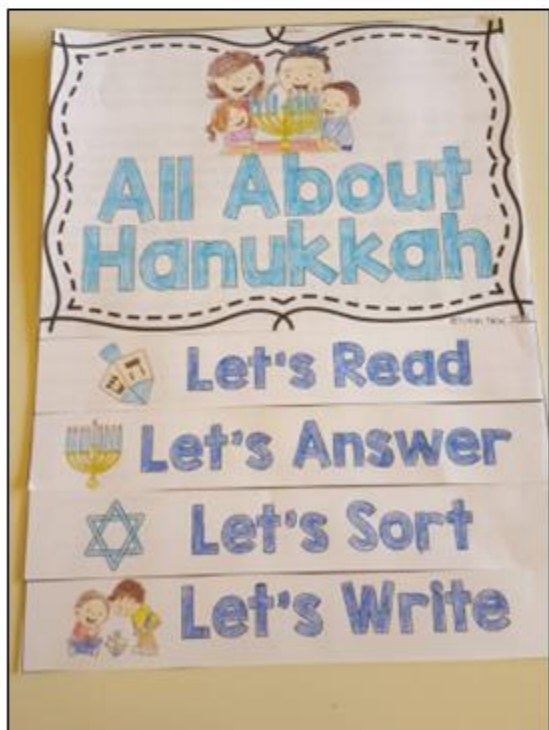 All About
Hanukkah
Let's Read
Let's Answer
Let's Sort
Let's Write